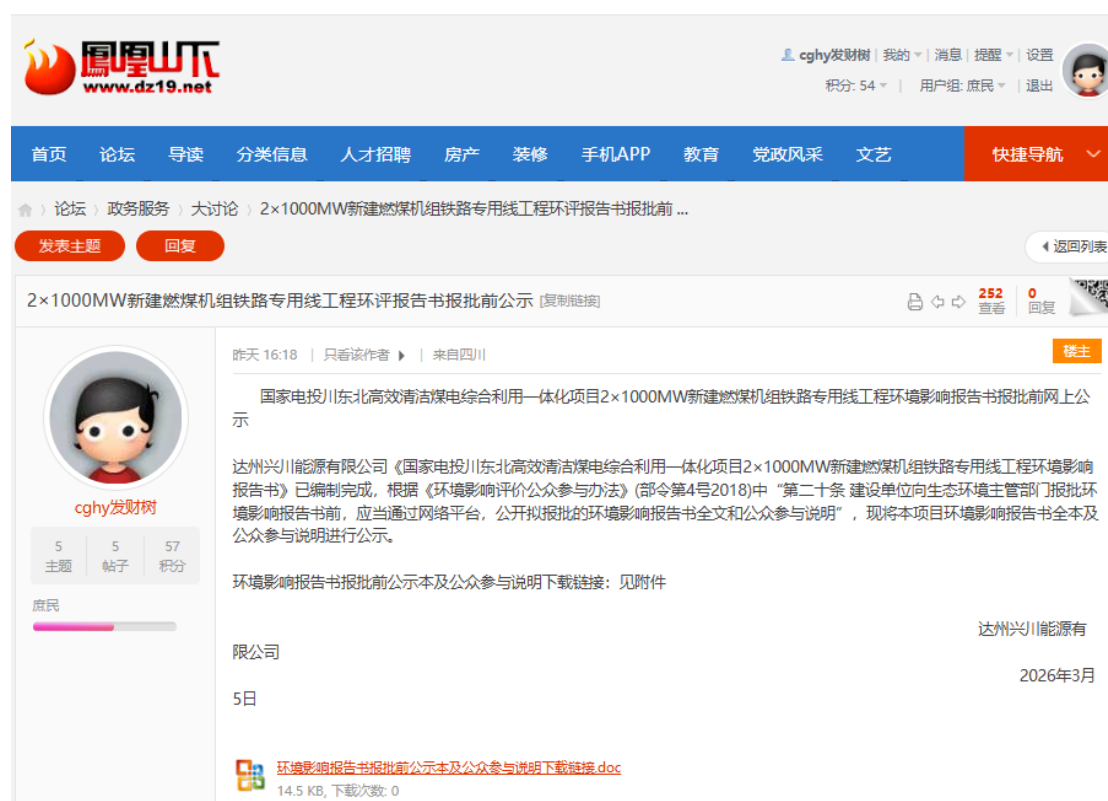 鳳凰山下
www.dz19.net
cghy发财树 | 我的 | 消息 | 提醒 | 设置
积分: 54 | 用户组: 庶民 | 退出
首页 论坛 导读 分类信息 人才招聘 房产 装修 手机APP 教育 党政风采 文艺 快捷导航
论坛 › 政务服务 › 大讨论 › 2×1000MW新建燃煤机组铁路专用线工程环评报告书报批前 ...
发表主题 回复 返回列表
2×1000MW新建燃煤机组铁路专用线工程环评报告书报批前公示 [复制链接]
252 查看 0 回复
昨天 16:18 | 只看该作者 | 来自四川
楼主
cghy发财树
5 5 57
主题 帖子 积分
庶民
国家电投川东北高效清洁煤电综合利用一体化项目2×1000MW新建燃煤机组铁路专用线工程环境影响报告书报批前网上公
示
达州兴川能源有限公司《国家电投川东北高效清洁煤电综合利用一体化项目2×1000MW新建燃煤机组铁路专用线工程环境影响
报告书》已编制完成，根据《环境影响评价公众参与办法》(部令第4号2018)中“第二十条 建设单位向生态环境主管部门报批环
境影响报告书前，应当通过网络平台，公开拟报批的环境影响报告书全文和公众参与说明”，现将本项目环境影响报告书全本及
公众参与说明进行公示。
环境影响报告书报批前公示本及公众参与说明下载链接：见附件
达州兴川能源有
限公司
2026年3月
5日
环境影响报告书报批前公示本及公众参与说明下载链接.doc
14.5 KB, 下载次数: 0